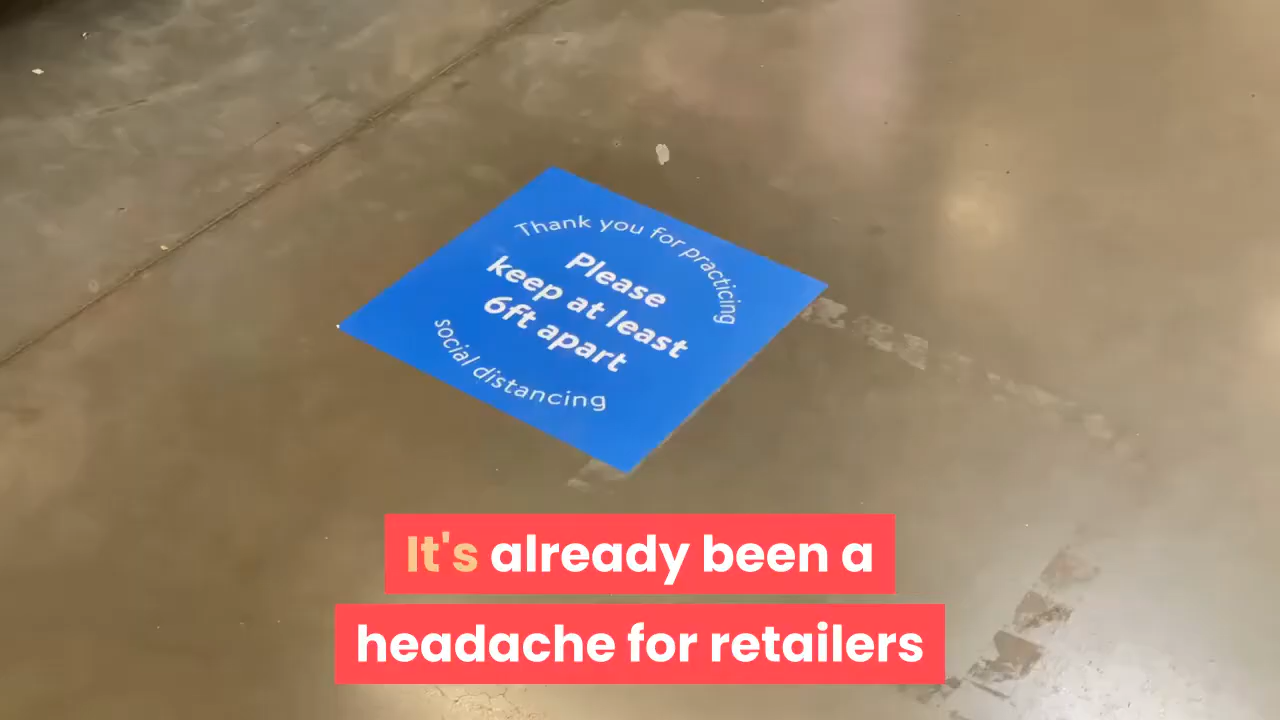 Thank you for practicing
Please
keep at least
6ft apart
social distancing
It's already been a
headache for retailers